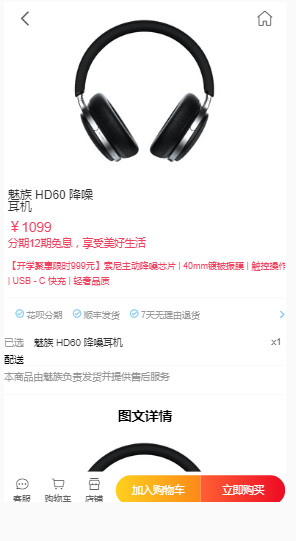 魅族 HD60 降噪
耳机
￥1099
分期12期免息，享受美好生活
【开学聚惠限时999元】索尼主动降噪芯片 | 40mm镀铍振膜 | 触控操作
| USB - C 快充 | 轻奢品质
花呗分期 顺丰发货 7天无理由退货
已选 魅族 HD60 降噪耳机 x1
配送
本商品由魅族负责发货并提供售后服务
图文详情
客服 购物车 店铺 加入购物车 立即购买